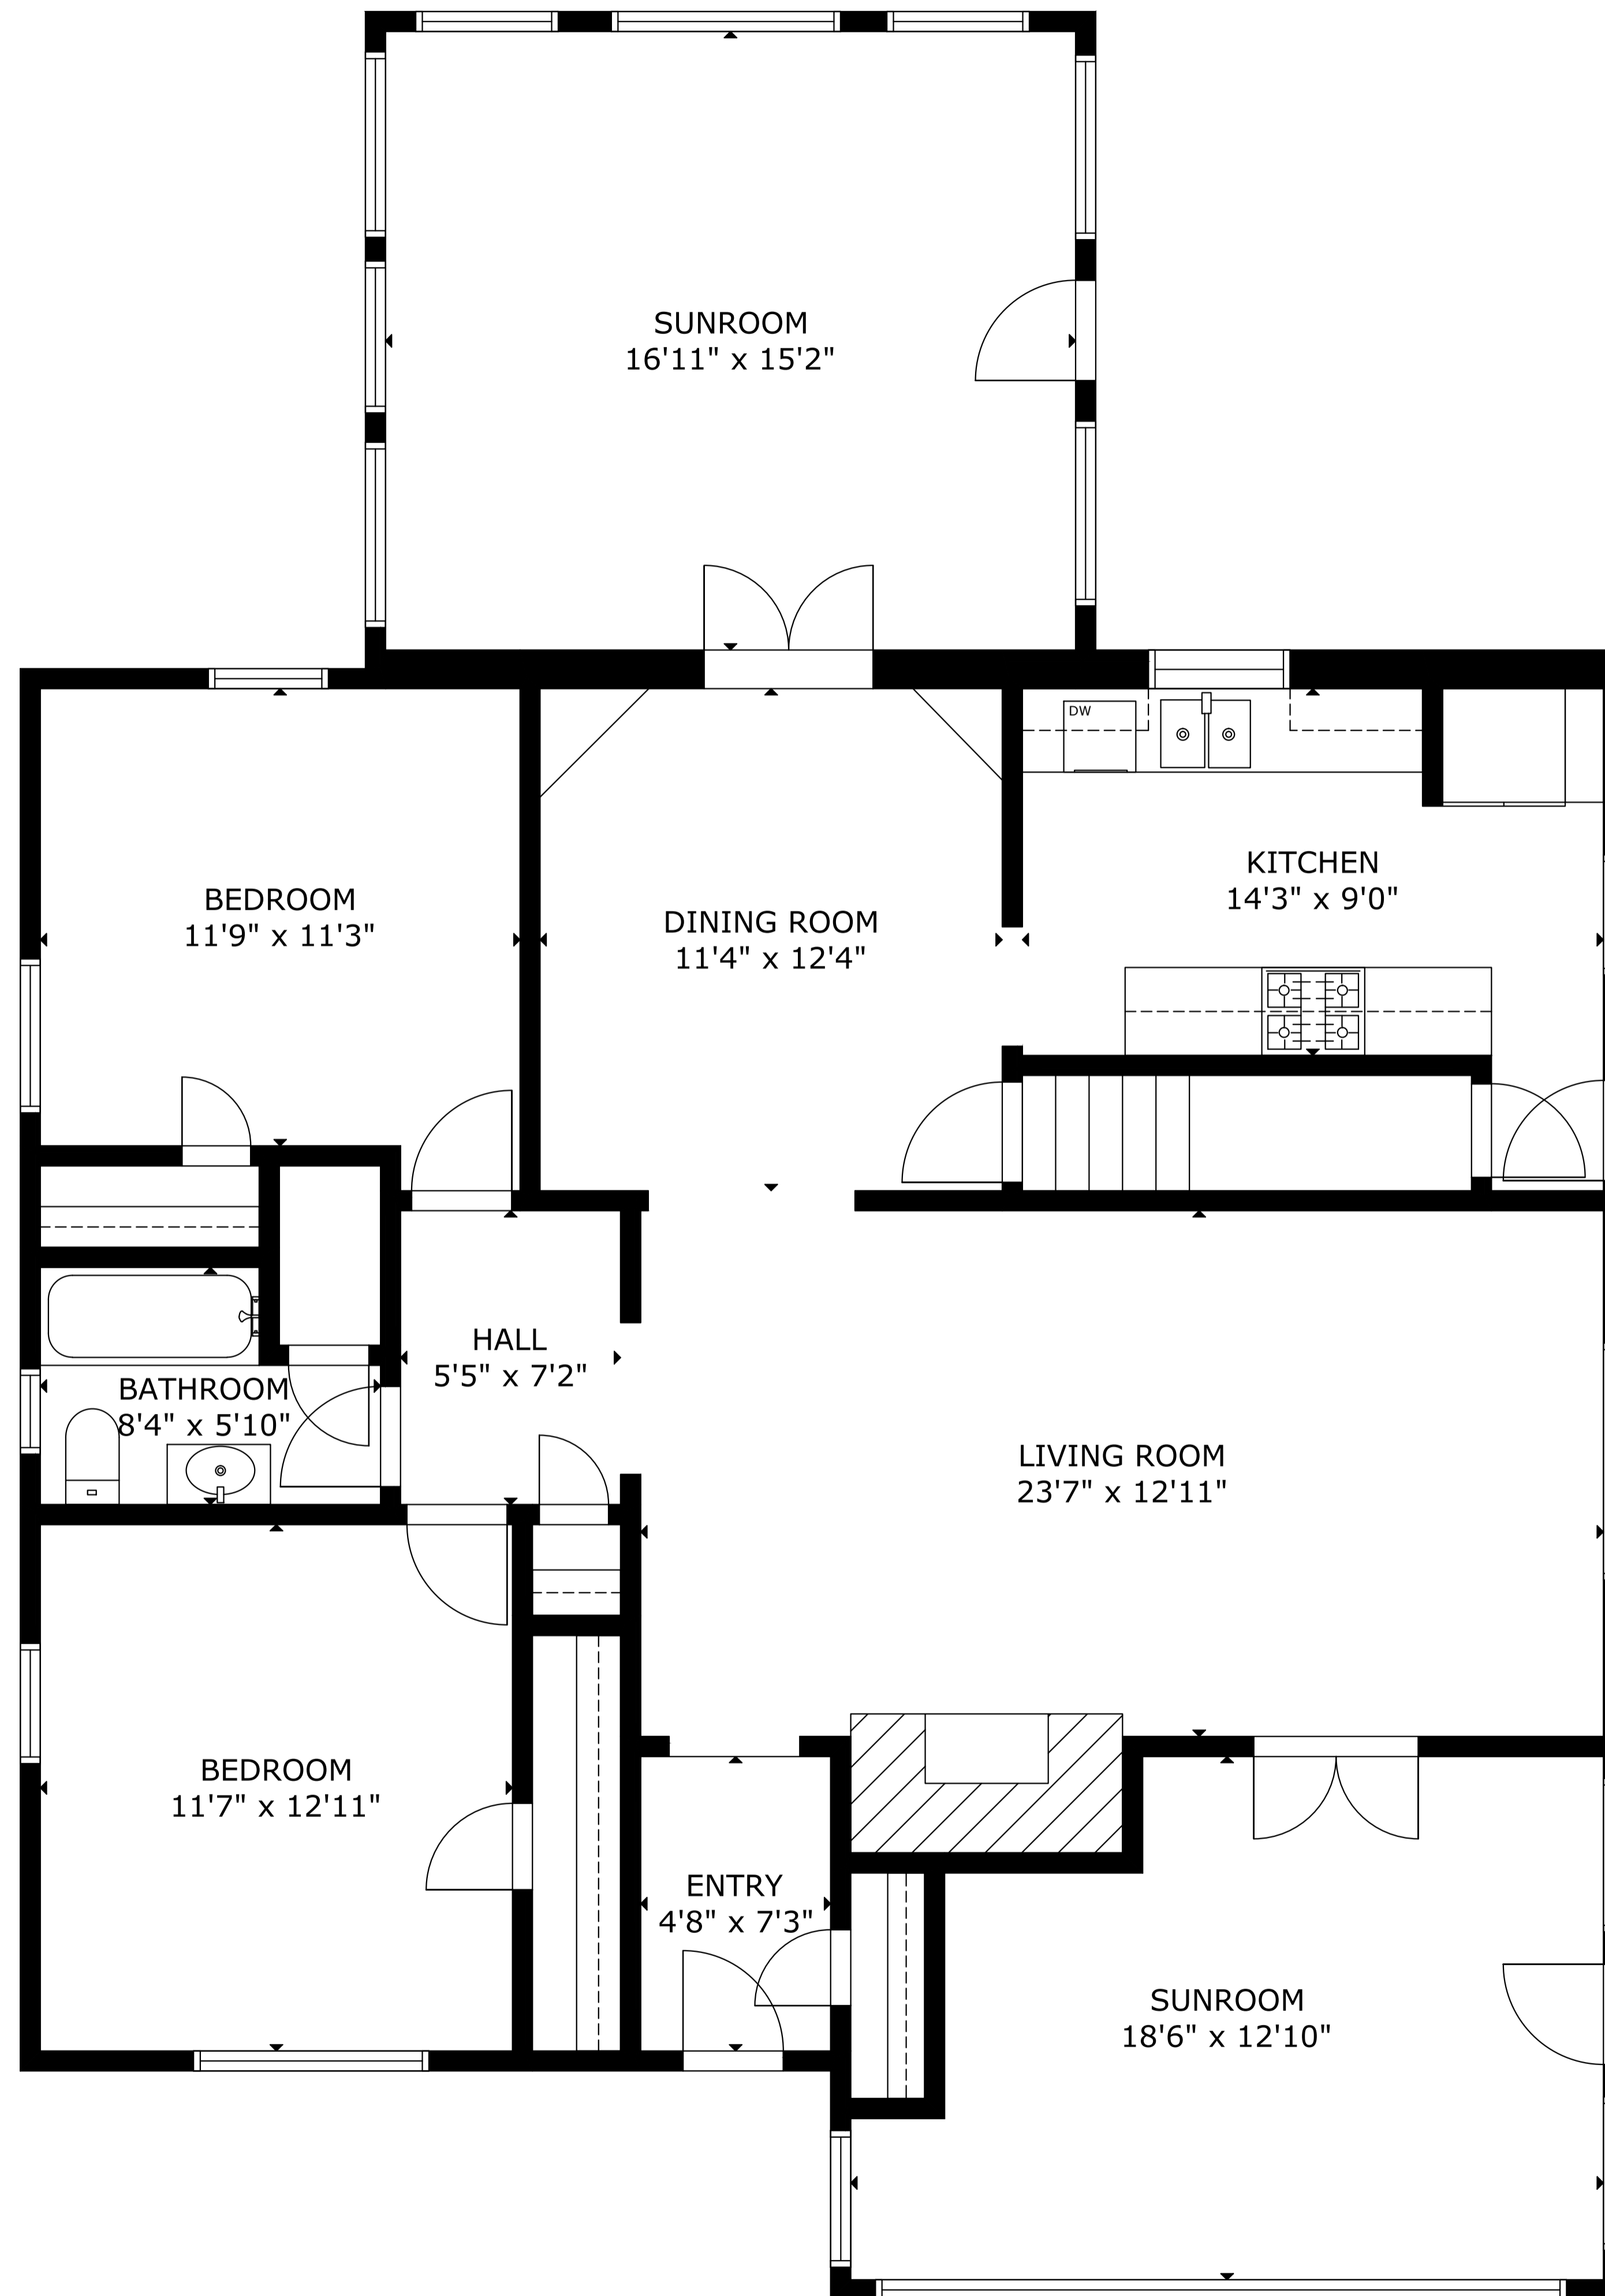 SUNROOM
16'11" x 15'2"
DW
KITCHEN
14'3" x 9'0"
BEDROOM
11'9" x 11'3"
DINING ROOM
11'4" x 12'4"
HALL
5'5" x 7'2"
BATHROOM
8'4" x 5'10"
LIVING ROOM
23'7" x 12'11"
BEDROOM
11'7" x 12'11"
ENTRY
4'8" x 7'3"
SUNROOM
18'6" x 12'10"